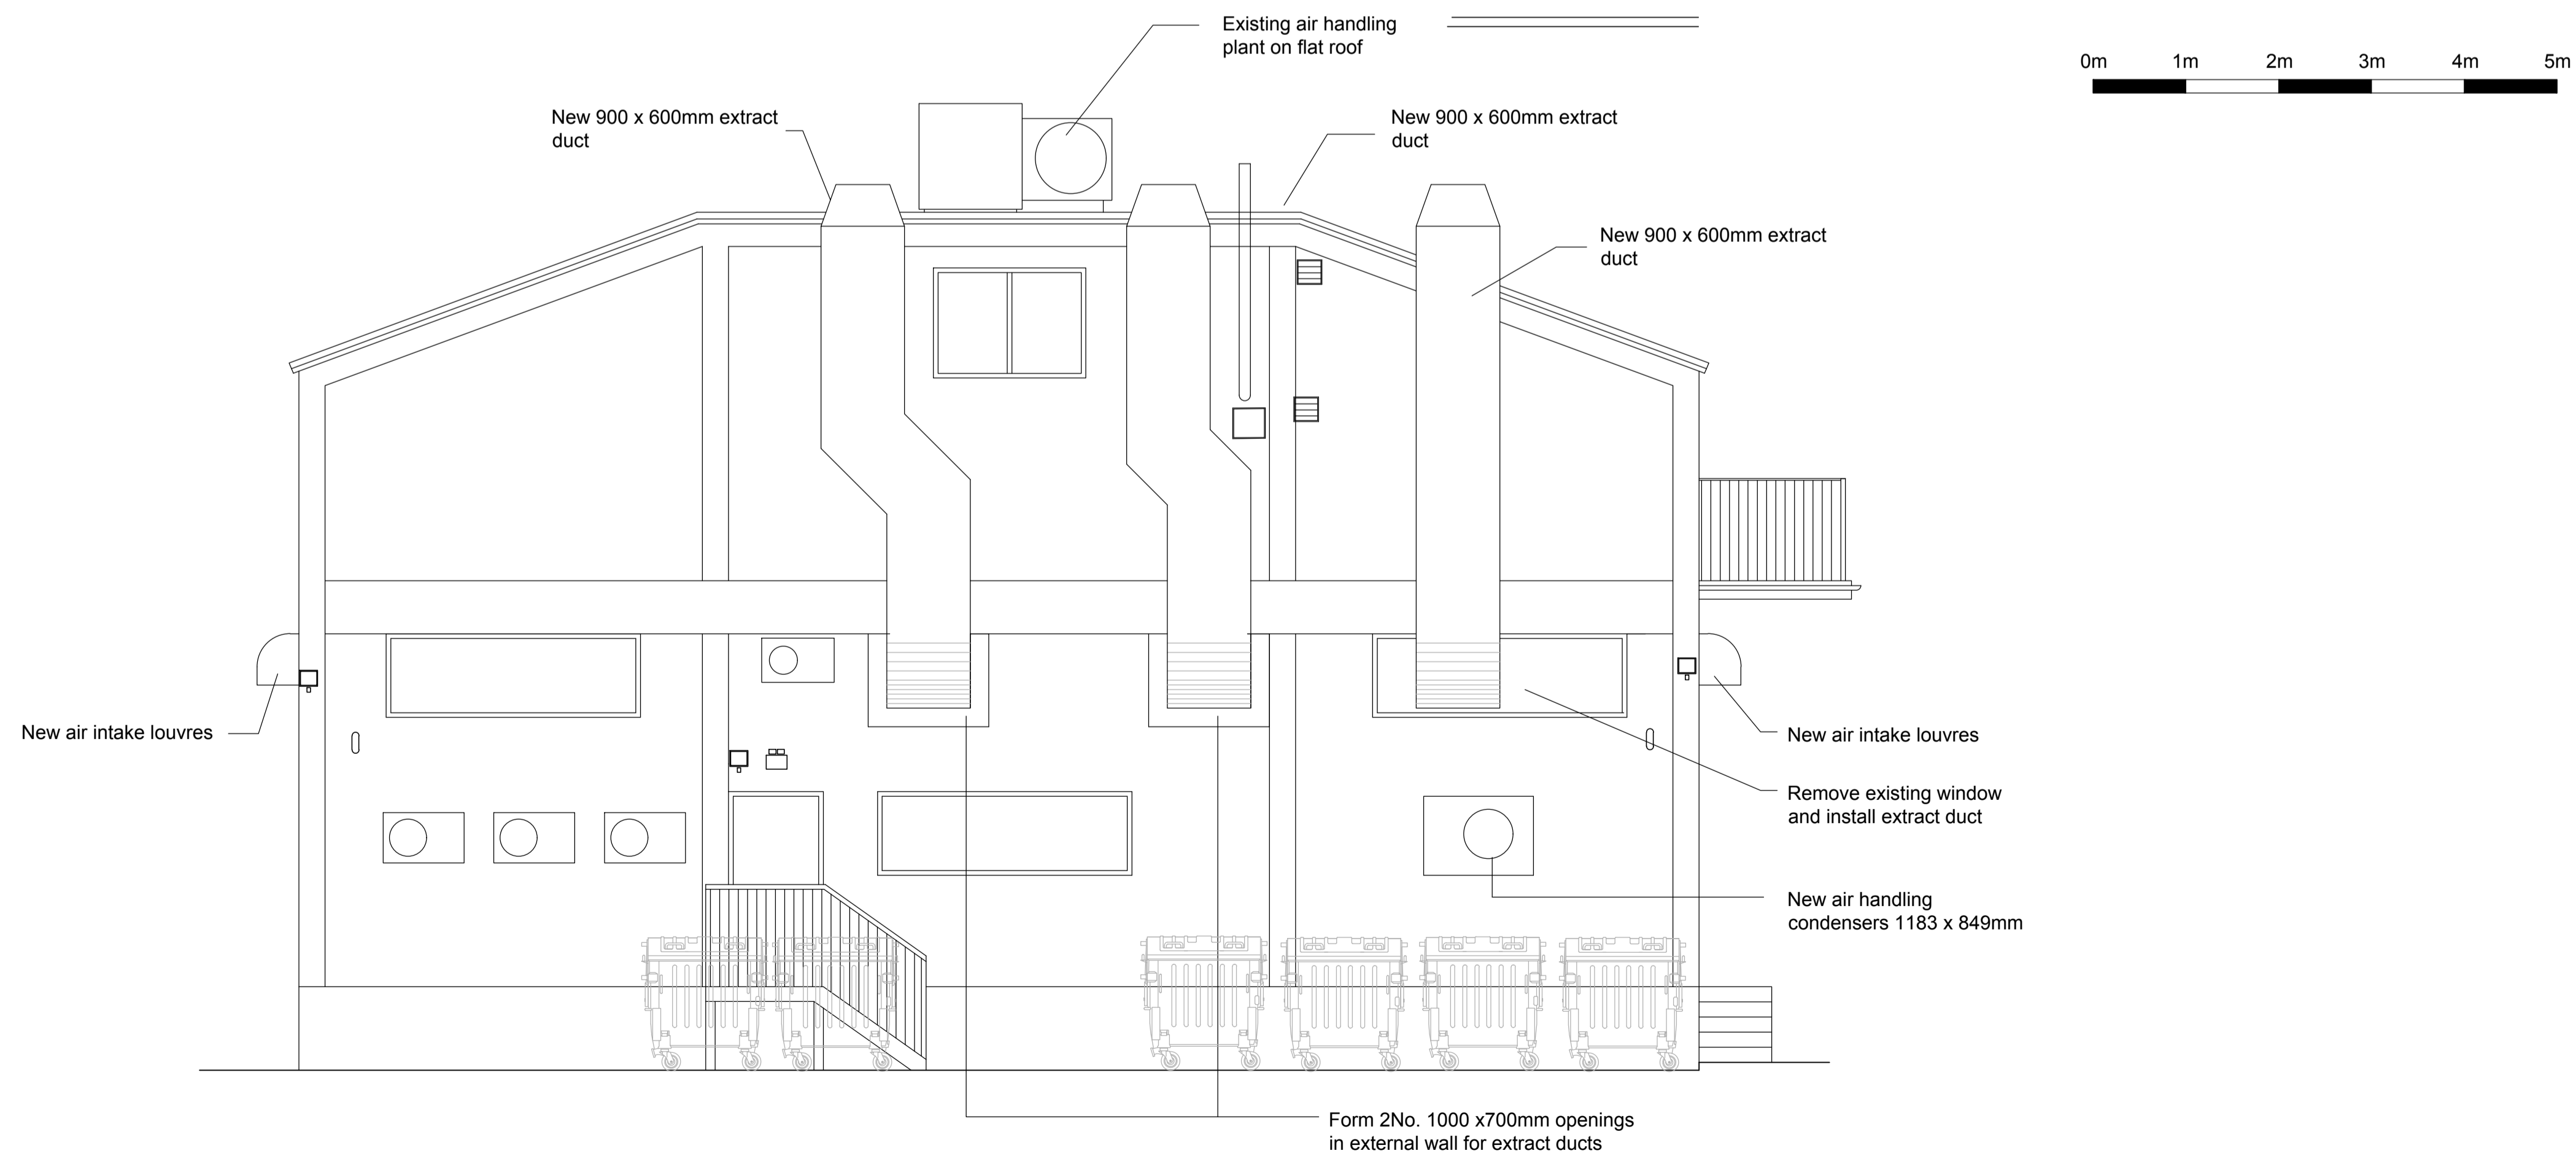 Existing air handling
plant on flat roof
0m 1m 2m 3m 4m 5m
New 900 x 600mm extract
duct
New 900 x 600mm extract
duct
New 900 x 600mm extract
duct
New air intake louvres
New air intake louvres
Remove existing window
and install extract duct
New air handling
condensers 1183 x 849mm
Form 2No. 1000 x700mm openings
in external wall for extract ducts